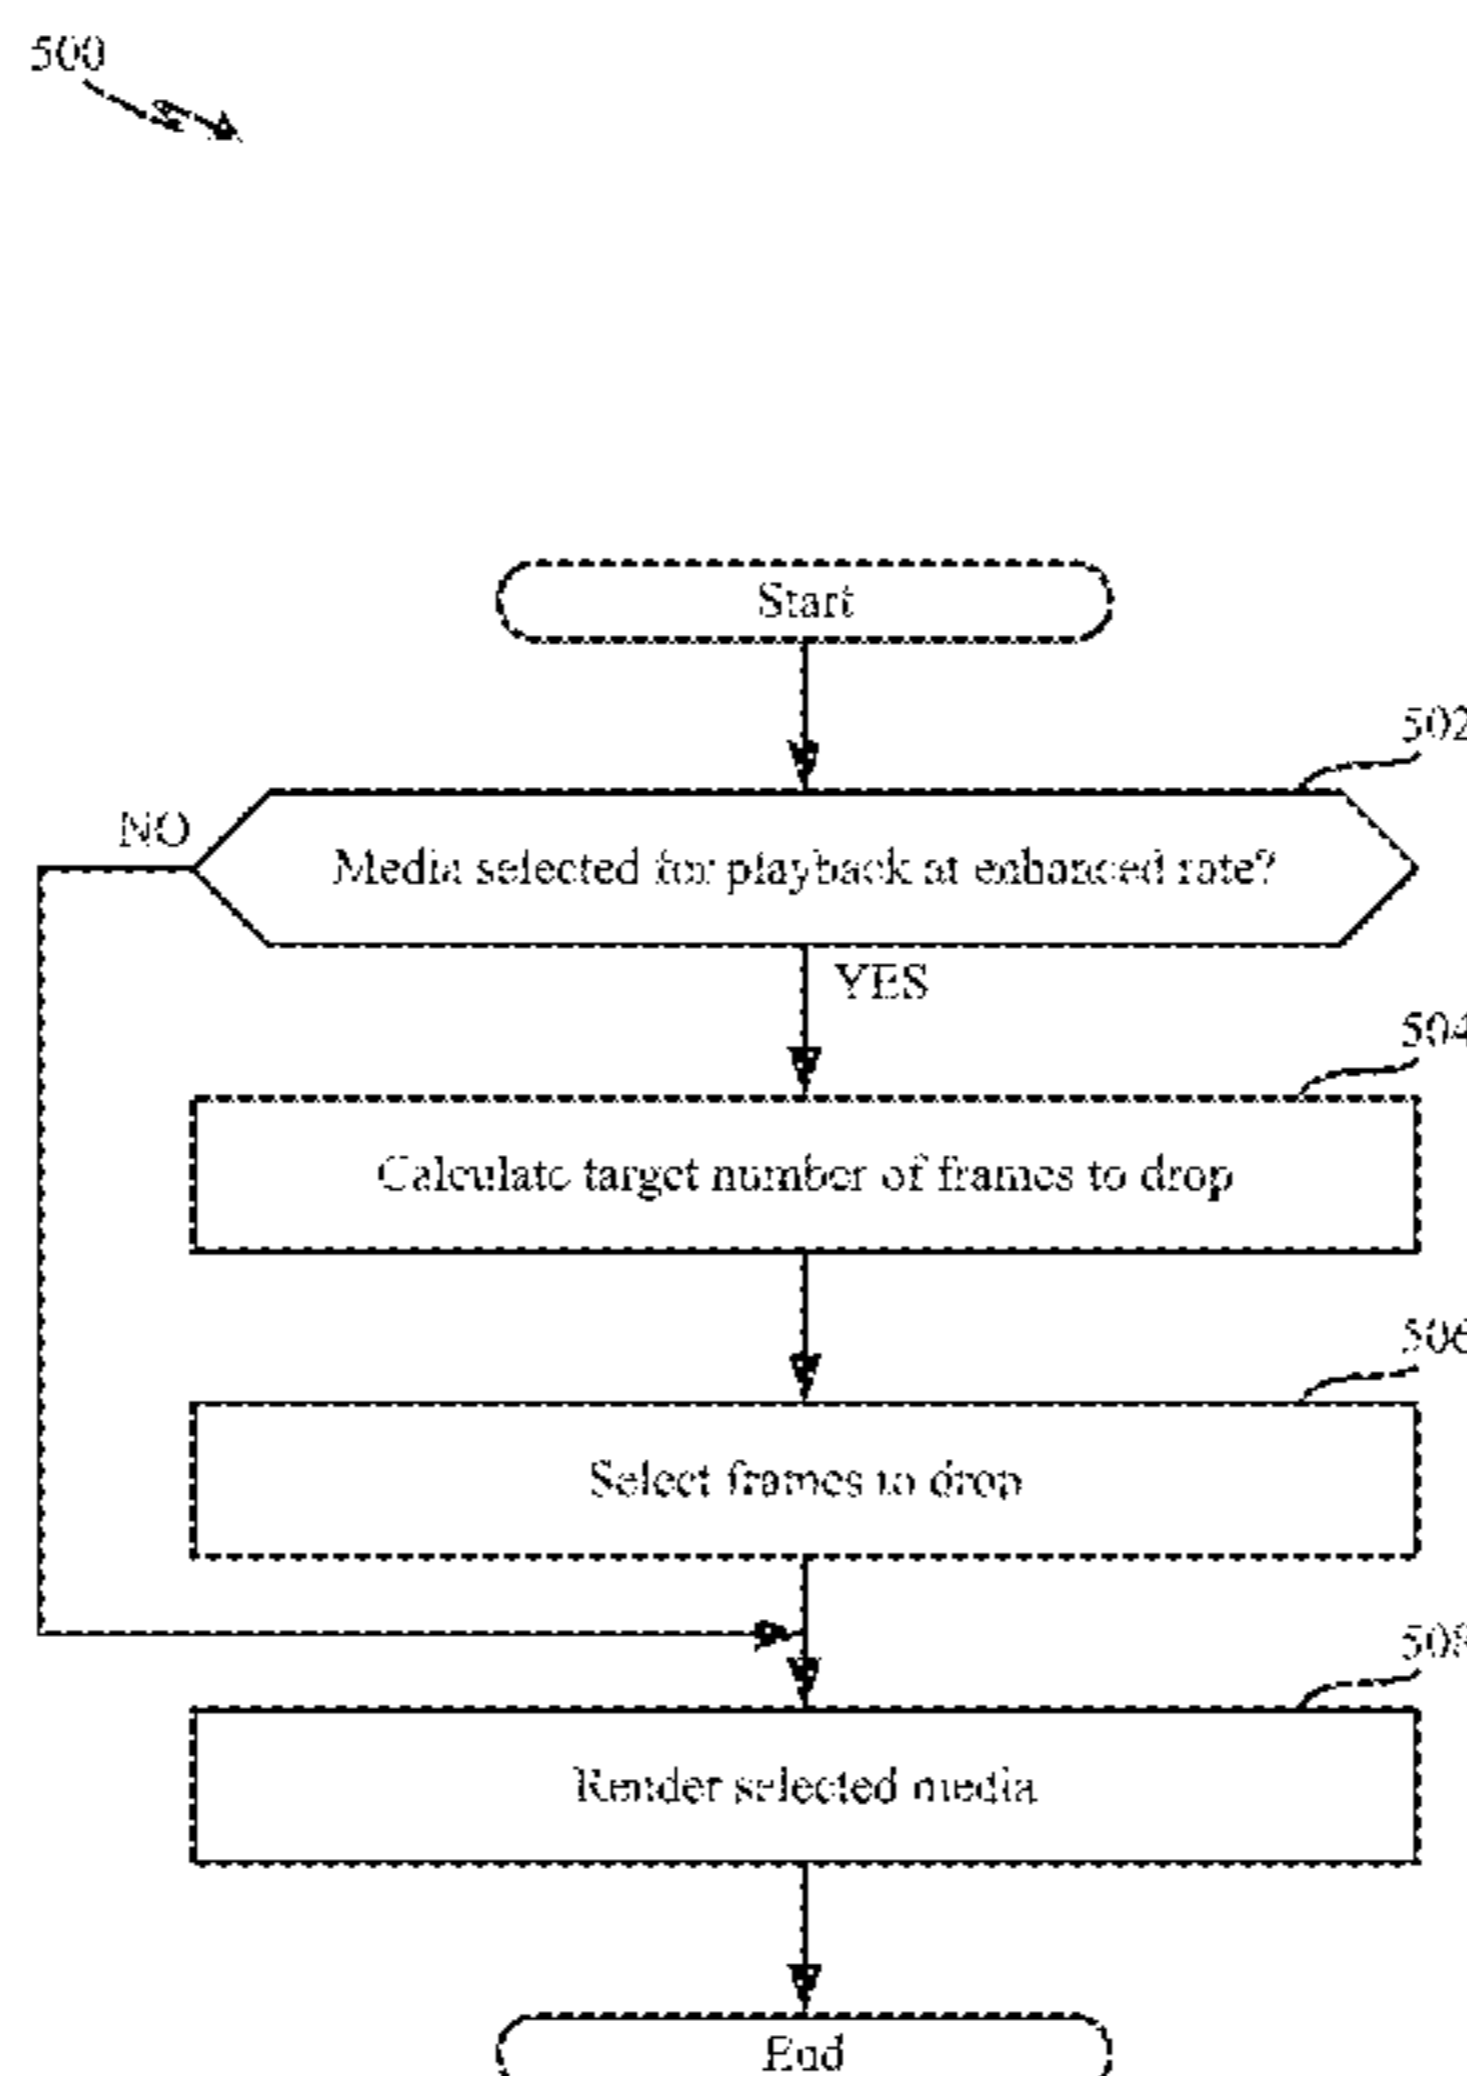 500
Start
502
NO
Media selected for playback at enhanced rate?
YES
504
Calculate target number of frames to drop
506
Select frames to drop
508
Render selected media
End